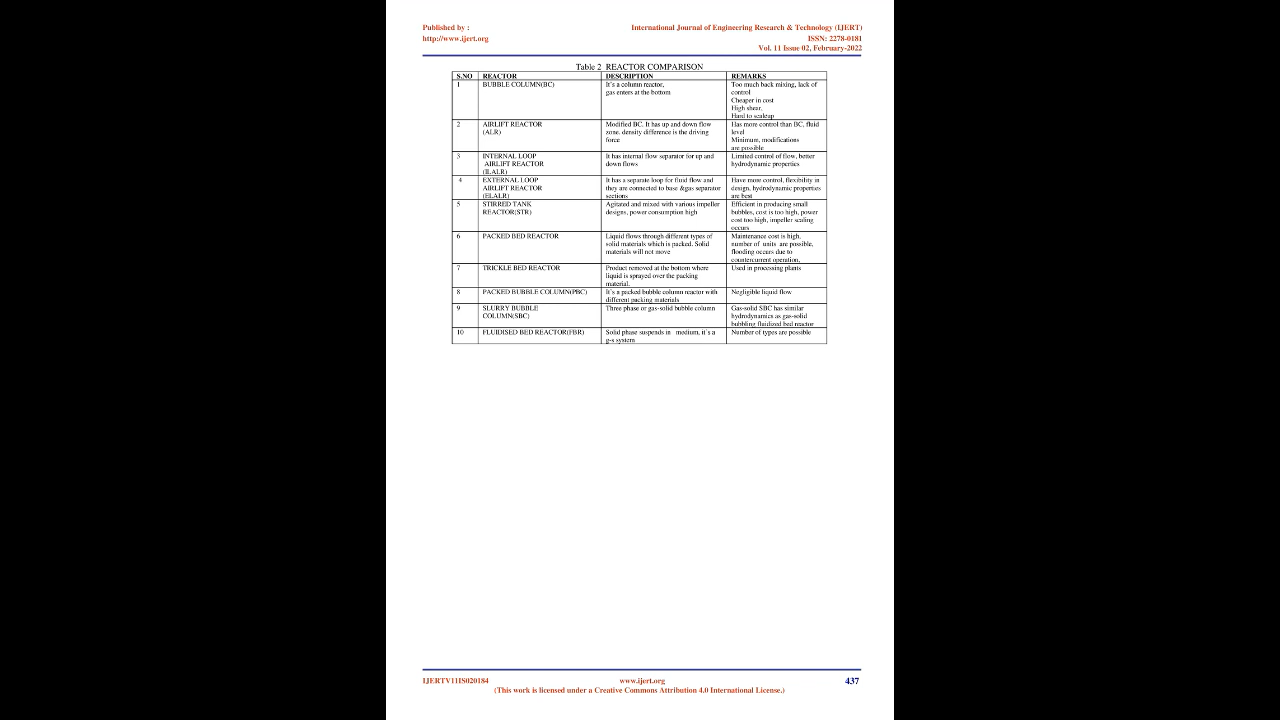 Published by :
International Journal of Engineering Research & Technology (IJERT)
http://www.ijert.org
ISSN: 2278-0181
Vol. 11 Issue 02, February-2022
Table 2 REACTOR COMPARISON
S.NO REACTOR DESCRIPTION REMARKS
1 BUBBLE COLUMN(BC) It's a column reactor, Too much back mixing, lack of
gas enters at the bottom control
Cheaper in cost
High shear,
Hard to scaleup
2 AIRLIFT REACTOR Modified BC. It has up and down flow Has more control than BC, fluid
(ALR) zone. density difference is the driving level
force Minimum, modifications
are possible
3 INTERNAL LOOP It has internal flow separator for up and Limited control of flow, better
AIRLIFT REACTOR down flows hydrodynamic properties
(ILALR)
4 EXTERNAL LOOP It has a separate loop for fluid flow and Have more control, flexibility in
AIRLIFT REACTOR they are connected to base &gas separator design, hydrodynamic properties
(ELALR) sections are best
5 STIRRED TANK Agitated and mixed with various impeller Efficient in producing small
REACTOR(STR) designs, power consumption high bubbles, cost is too high, power
cost too high, impeller scaling
occurs
6 PACKED BED REACTOR Liquid flows through different types of Maintenance cost is high,
solid materials which is packed. Solid number of units are possible,
materials will not move flooding occurs due to
countercurrent operation.
7 TRICKLE BED REACTOR Product removed at the bottom where Used in processing plants
liquid is sprayed over the packing
material.
8 PACKED BUBBLE COLUMN(PBC) It's a packed bubble column reactor with Negligible liquid flow
different packing materials
9 SLURRY BUBBLE Three phase or gas-solid bubble column Gas-solid SBC has similar
COLUMN(SBC) hydrodynamics as gas-solid
bubbling fluidized bed reactor
10 FLUIDISED BED REACTOR(FBR) Solid phase suspends in medium, it's a Number of types are possible
g-s system
IJERTV11IS020184 www.ijert.org 437
(This work is licensed under a Creative Commons Attribution 4.0 International License.)